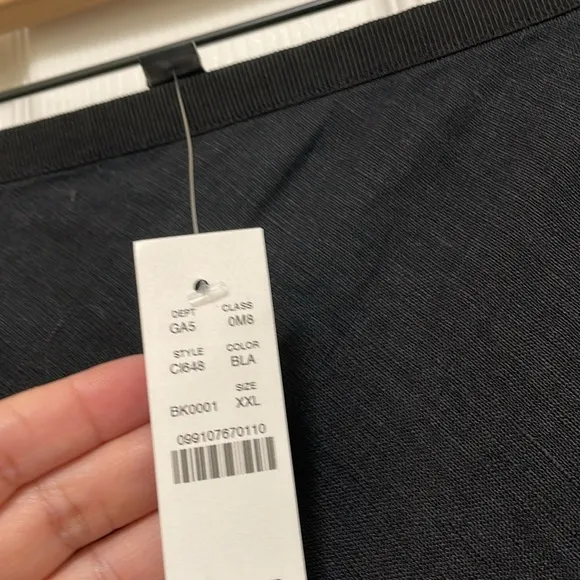 DEPT CLASS
GA5 0M8
STYLE COLOR
CI648 BLA
SIZE
BK0001 XXL
099107670110